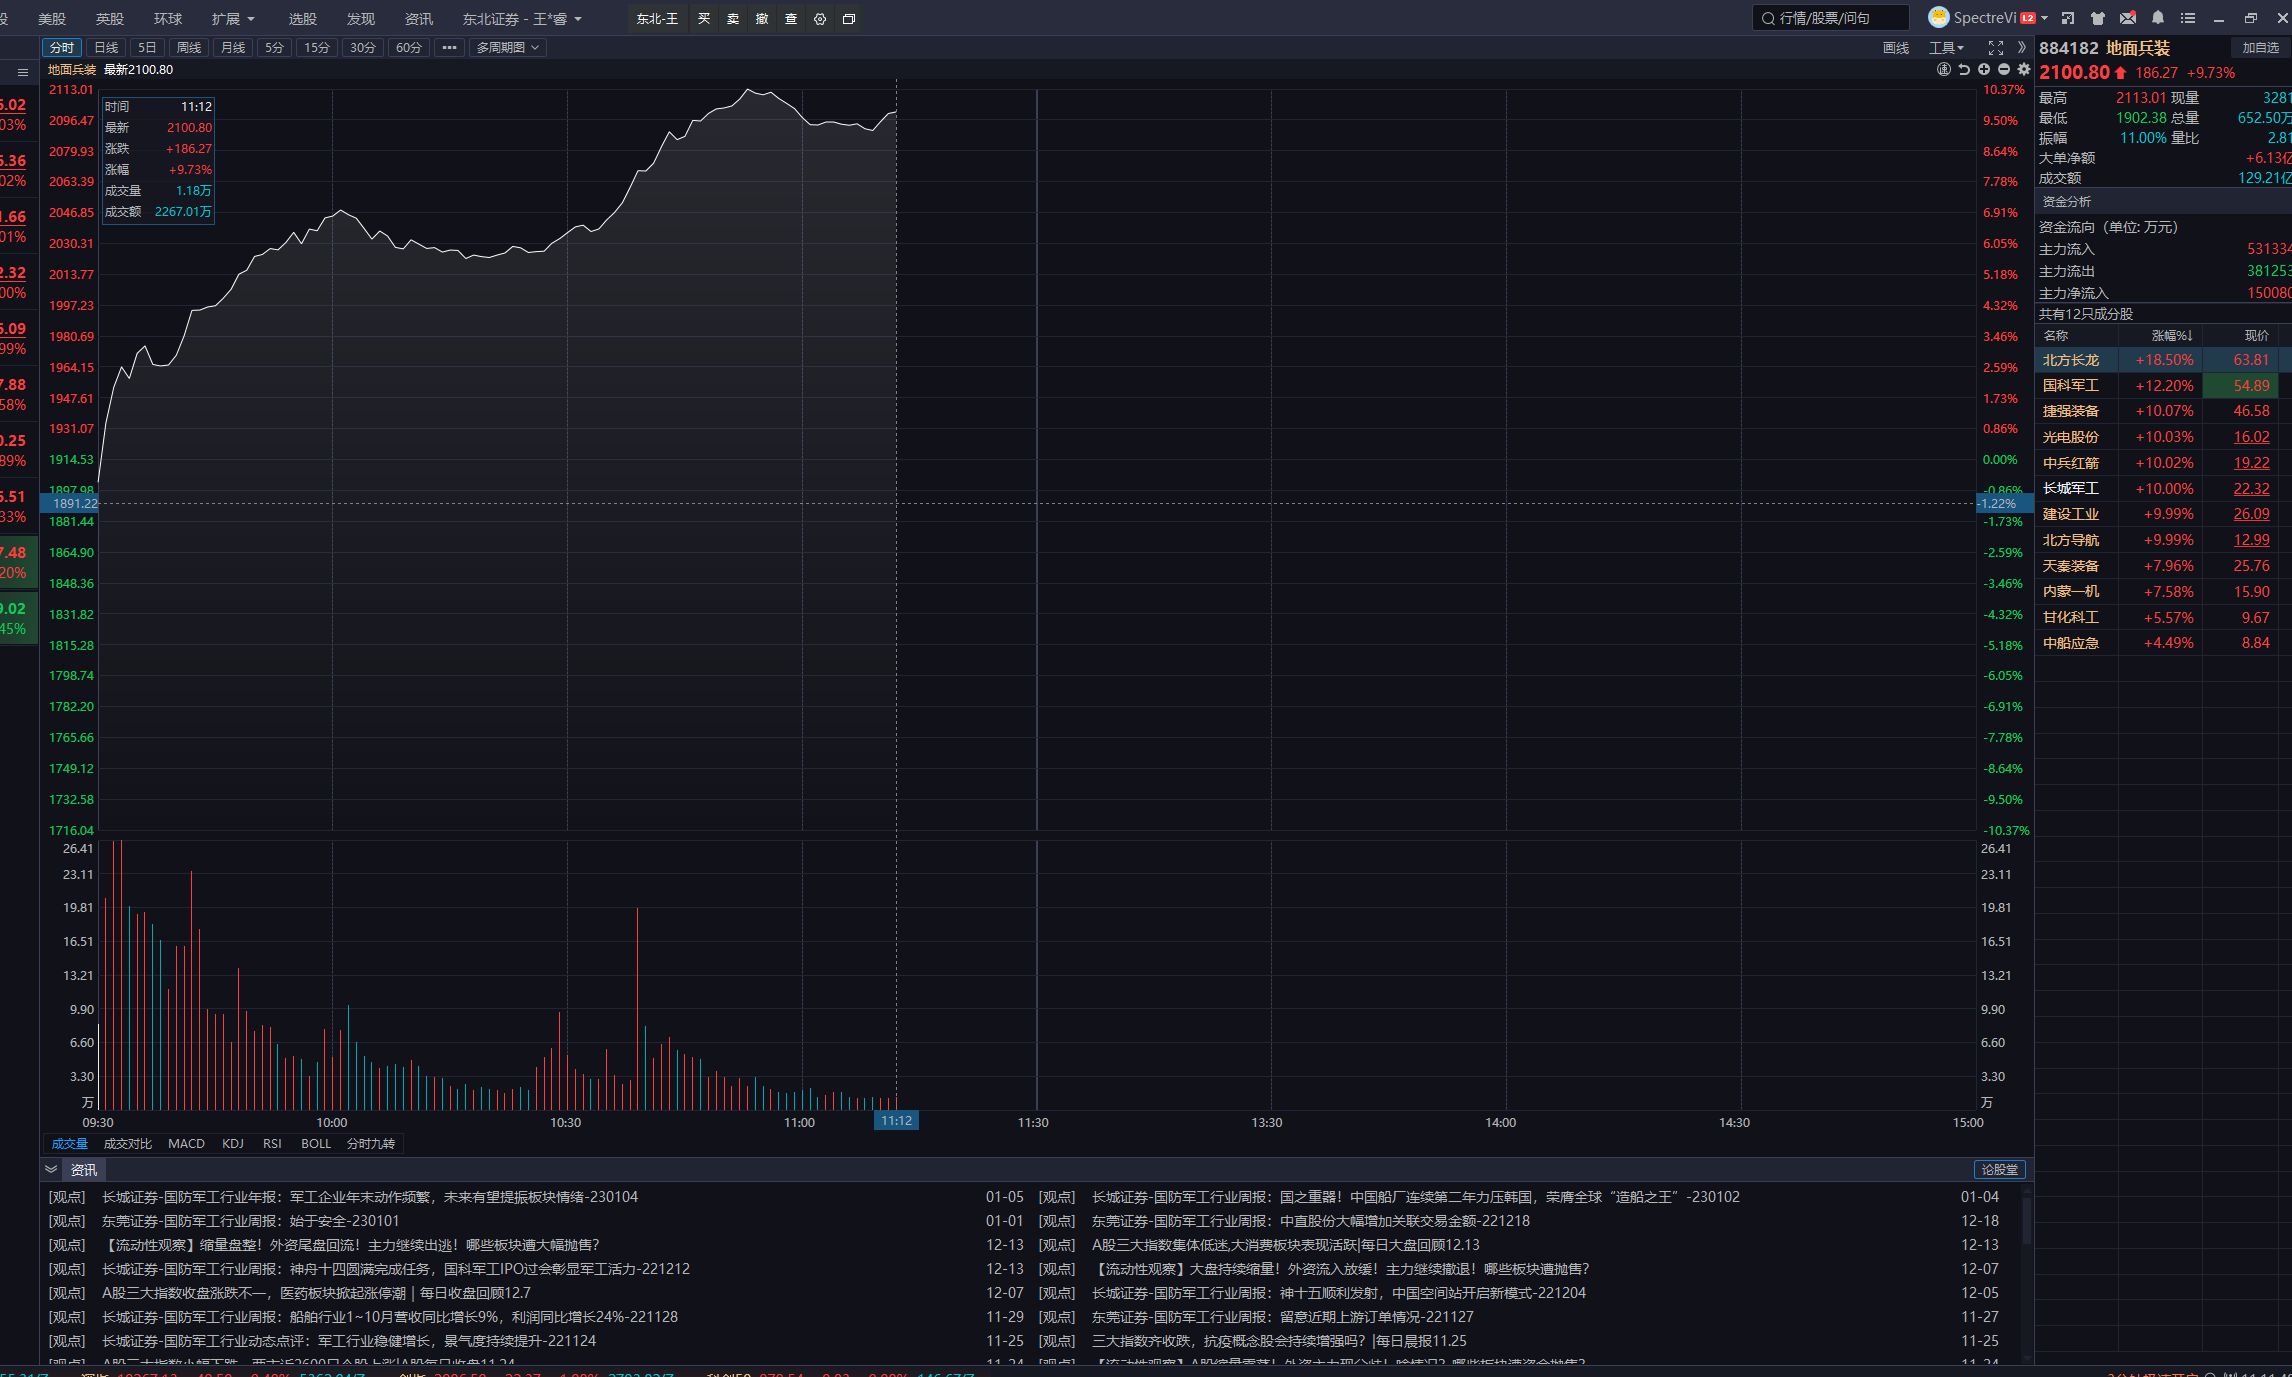 美股 英股 环球 扩展 选股 发现 资讯 东北证券 - 王*睿 东北-王 买 卖 撤 查 行情/股票/问句 SpectreVi L2
分时 日线 5日 周线 月线 5分 15分 30分 60分 ••• 多周期图 画线 工具
地面兵装 最新2100.80
时间 11:12
最新 2100.80
涨跌 +186.27
涨幅 +9.73%
成交量 1.18万
成交额 2267.01万
2113.01 10.37%
2096.47 9.50%
2079.93 8.64%
2063.39 7.78%
2046.85 6.91%
2030.31 6.05%
2013.77 5.18%
1997.23 4.32%
1980.69 3.46%
1964.15 2.59%
1947.61 1.73%
1931.07 0.86%
1914.53 0.00%
1897.98 -0.86%
1891.22 -1.22%
1881.44 -1.73%
1864.90 -2.59%
1848.36 -3.46%
1831.82 -4.32%
1815.28 -5.18%
1798.74 -6.05%
1782.20 -6.91%
1765.66 -7.78%
1749.12 -8.64%
1732.58 -9.50%
1716.04 -10.37%
26.41 26.41
23.11 23.11
19.81 19.81
16.51 16.51
13.21 13.21
9.90 9.90
6.60 6.60
3.30 3.30
万 万
09:30 10:00 10:30 11:00 11:12 11:30 13:30 14:00 14:30 15:00
成交量 成交对比 MACD KDJ RSI BOLL 分时九转
资讯 论股堂
[观点] 长城证券-国防军工行业年报：军工企业年末动作频繁，未来有望提振板块情绪-230104 01-05
[观点] 长城证券-国防军工行业周报：国之重器！中国船厂连续第二年力压韩国，荣膺全球“造船之王”-230102 01-04
[观点] 东莞证券-国防军工行业周报：始于安全-230101 01-01
[观点] 东莞证券-国防军工行业周报：中直股份大幅增加关联交易金额-221218 12-18
[观点] 【流动性观察】缩量盘整！外资尾盘回流！主力继续出逃！哪些板块遭大幅抛售？ 12-13
[观点] A股三大指数集体低迷,大消费板块表现活跃|每日大盘回顾12.13 12-13
[观点] 长城证券-国防军工行业周报：神舟十四圆满完成任务，国科军工IPO过会彰显军工活力-221212 12-13
[观点] 【流动性观察】大盘持续缩量！外资流入放缓！主力继续撤退！哪些板块遭抛售？ 12-07
[观点] A股三大指数收盘涨跌不一，医药板块掀起涨停潮 | 每日收盘回顾12.7 12-07
[观点] 长城证券-国防军工行业周报：神十五顺利发射，中国空间站开启新模式-221204 12-05
[观点] 长城证券-国防军工行业周报：船舶行业1~10月营收同比增长9%，利润同比增长24%-221128 11-29
[观点] 东莞证券-国防军工行业周报：留意近期上游订单情况-221127 11-27
[观点] 长城证券-国防军工行业动态点评：军工行业稳健增长，景气度持续提升-221124 11-25
[观点] 三大指数齐收跌，抗疫概念股会持续增强吗？|每日晨报11.25 11-25
884182 地面兵装 加自选
2100.80 186.27 +9.73%
最高 2113.01 现量 3281
最低 1902.38 总量 652.50万
振幅 11.00% 量比 2.81
大单净额 +6.13亿
成交额 129.21亿
资金分析
资金流向（单位: 万元）
主力流入 531334
主力流出 381253
主力净流入 150080
共有12只成分股
名称 涨幅%↓ 现价
北方长龙 +18.50% 63.81
国科军工 +12.20% 54.89
捷强装备 +10.07% 46.58
光电股份 +10.03% 16.02
中兵红箭 +10.02% 19.22
长城军工 +10.00% 22.32
建设工业 +9.99% 26.09
北方导航 +9.99% 12.99
天秦装备 +7.96% 25.76
内蒙一机 +7.58% 15.90
甘化科工 +5.57% 9.67
中船应急 +4.49% 8.84